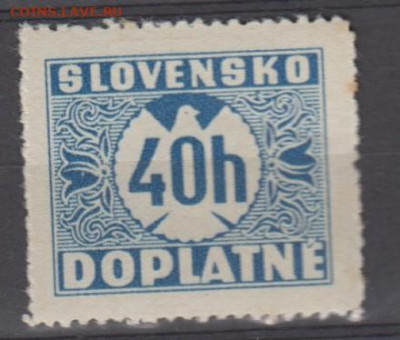 COINS.LAVE.RU
SLOVENSKO
40h
DOPLATNÉ